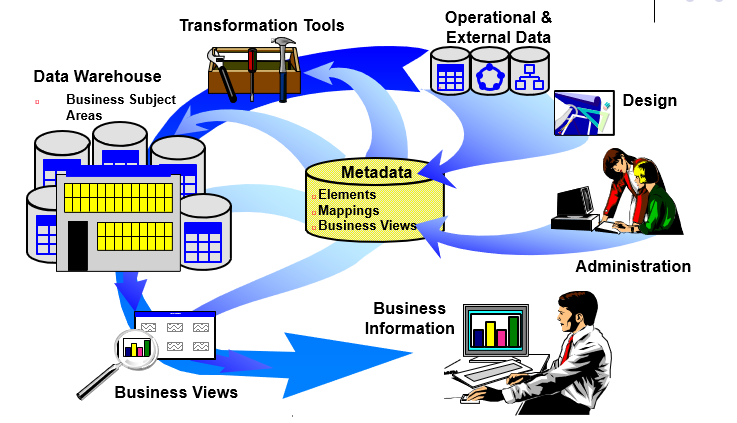 Transformation Tools
Operational &
External Data
Data Warehouse
Business Subject
Areas
Design
Metadata
Elements
Mappings
Business Views
Administration
Business
Information
Business Views